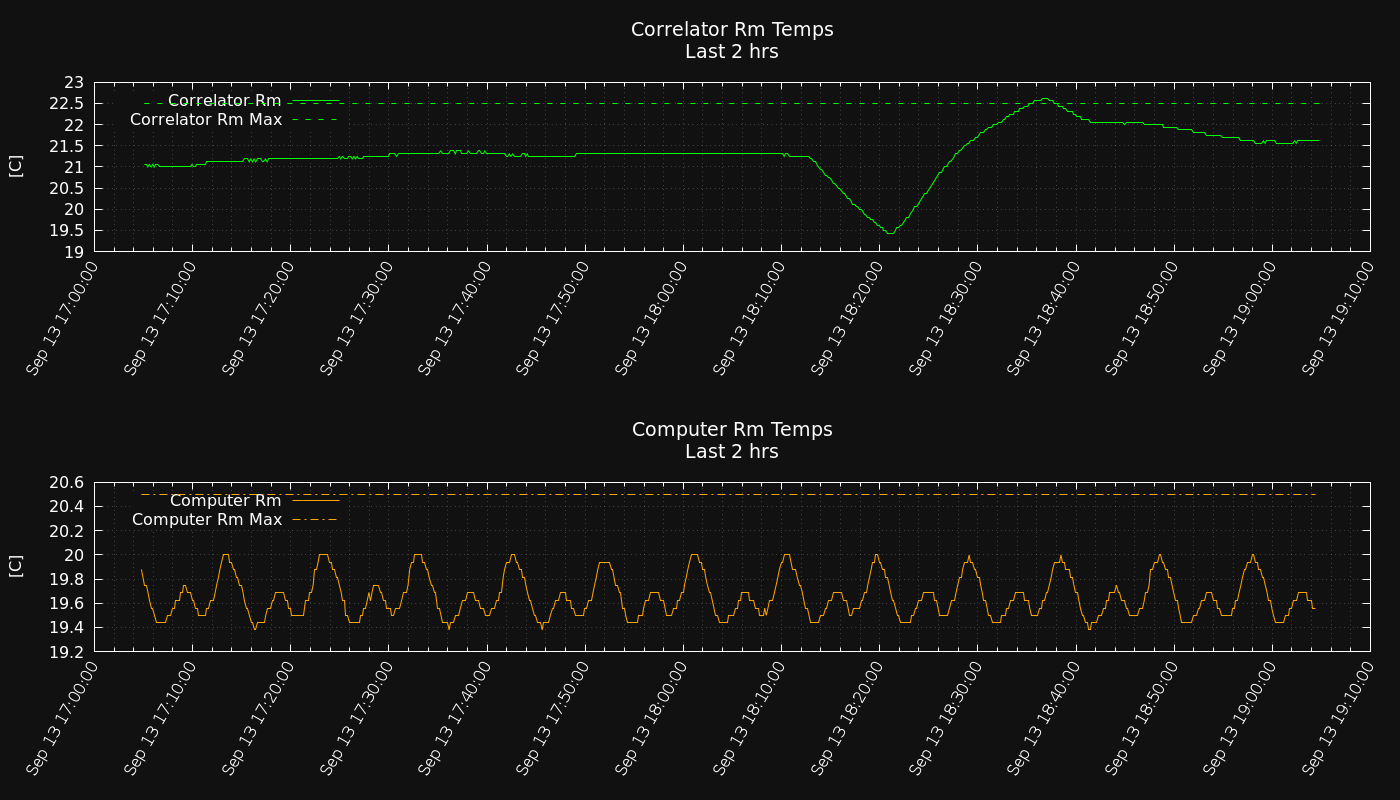 Correlator Rm Temps
Last 2 hrs
23
22.5
22
21.5
21
20.5
20
19.5
19
[C]
Correlator Rm
Correlator Rm Max
Sep 13 17:00:00
Sep 13 17:10:00
Sep 13 17:20:00
Sep 13 17:30:00
Sep 13 17:40:00
Sep 13 17:50:00
Sep 13 18:00:00
Sep 13 18:10:00
Sep 13 18:20:00
Sep 13 18:30:00
Sep 13 18:40:00
Sep 13 18:50:00
Sep 13 19:00:00
Sep 13 19:10:00
Computer Rm Temps
Last 2 hrs
20.6
20.4
20.2
20
19.8
19.6
19.4
19.2
[C]
Computer Rm
Computer Rm Max
Sep 13 17:00:00
Sep 13 17:10:00
Sep 13 17:20:00
Sep 13 17:30:00
Sep 13 17:40:00
Sep 13 17:50:00
Sep 13 18:00:00
Sep 13 18:10:00
Sep 13 18:20:00
Sep 13 18:30:00
Sep 13 18:40:00
Sep 13 18:50:00
Sep 13 19:00:00
Sep 13 19:10:00